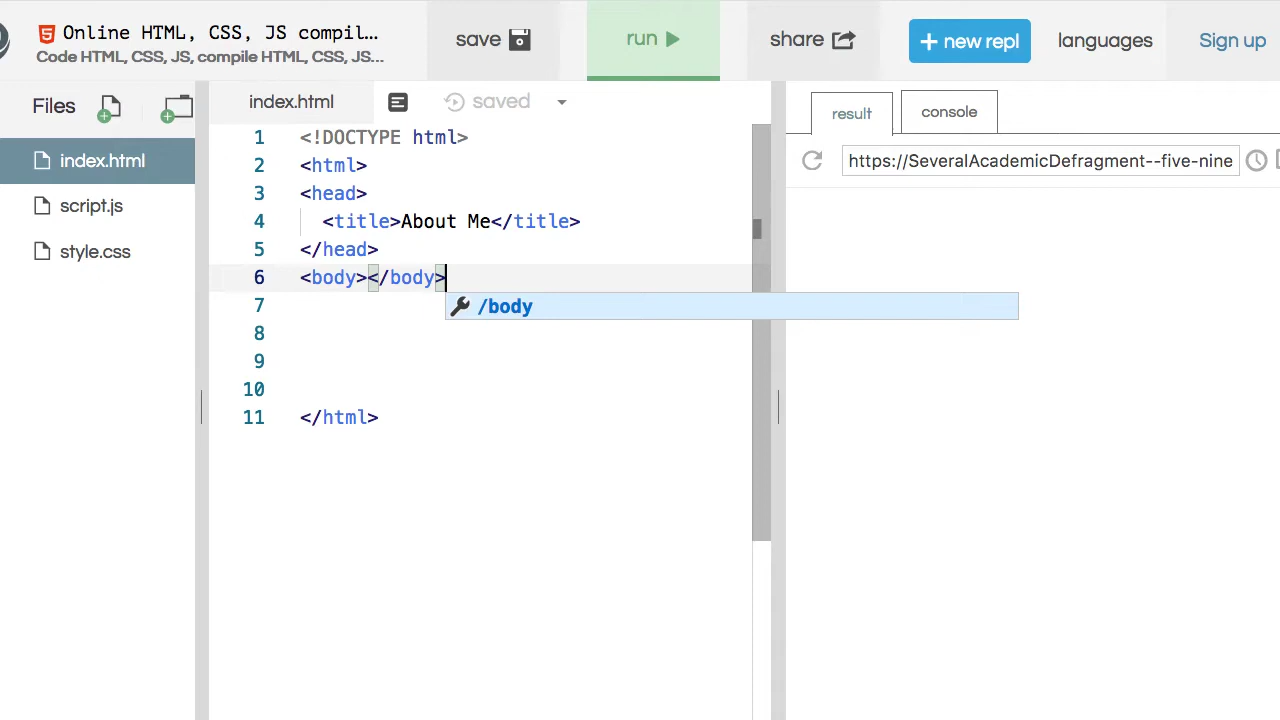 Online HTML, CSS, JS compil...
Code HTML, CSS, JS, compile HTML, CSS, JS...
save
run
share
+ new repl
languages
Sign up
Files
index.html
script.js
style.css
index.html
saved
1 <!DOCTYPE html>
2 <html>
3 <head>
4 <title>About Me</title>
5 </head>
6 <body></body>
/body
7
8
9
10
11 </html>
result
console
https://SeveralAcademicDefragment--five-nine